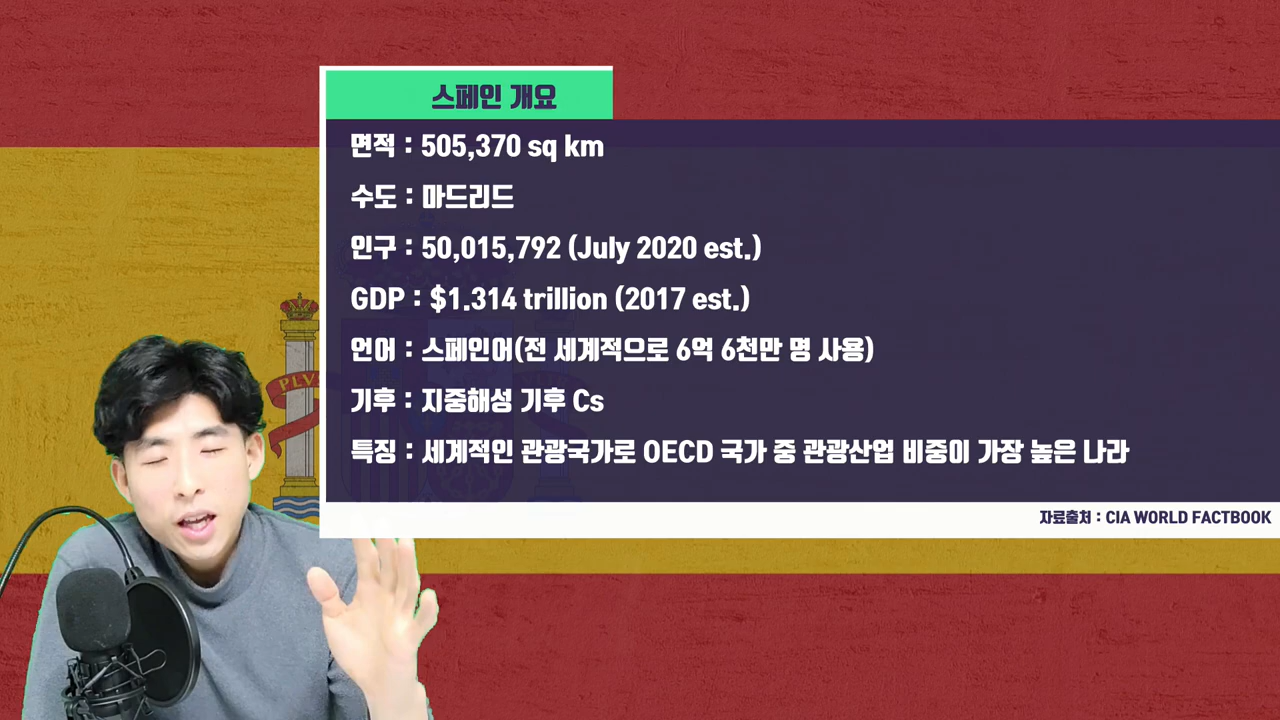 스페인 개요
면적 : 505,370 sq km
수도 : 마드리드
인구 : 50,015,792 (July 2020 est.)
GDP : $1.314 trillion (2017 est.)
언어 : 스페인어(전 세계적으로 6억 6천만 명 사용)
기후 : 지중해성 기후 Cs
특징 : 세계적인 관광국가로 OECD 국가 중 관광산업 비중이 가장 높은 나라
자료출처 : CIA WORLD FACTBOOK